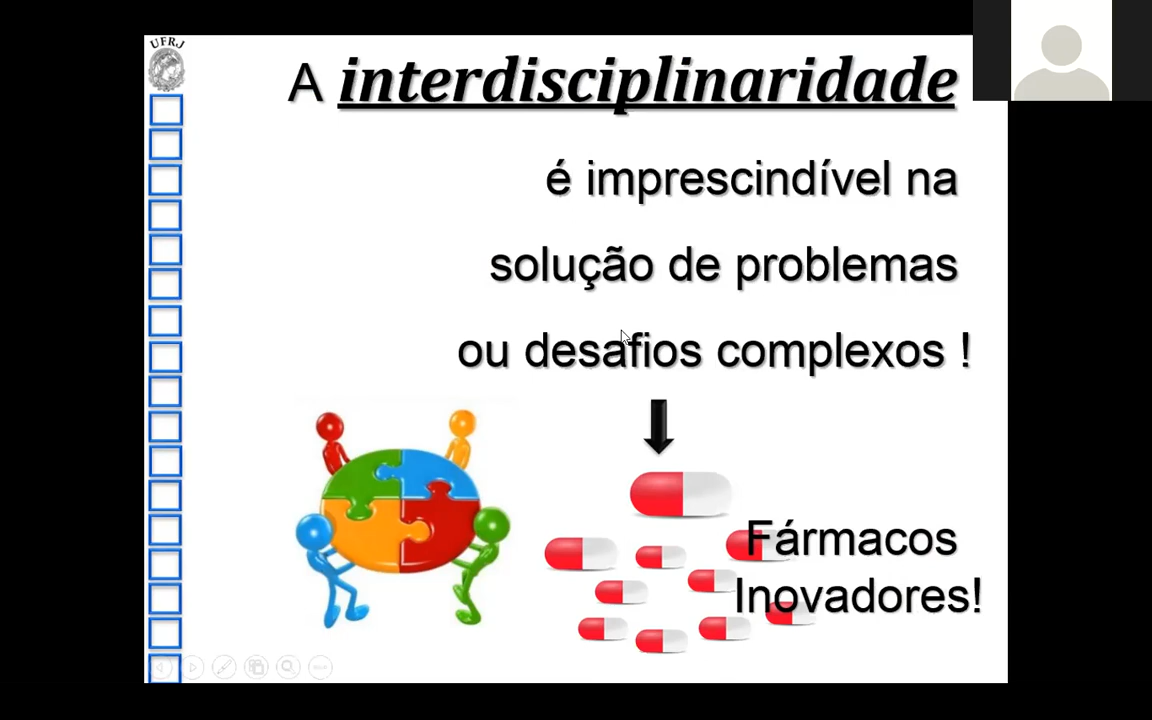 UFRJ
A interdisciplinaridade
é imprescindível na
solução de problemas
ou desafios complexos !
Fármacos
Inovadores!